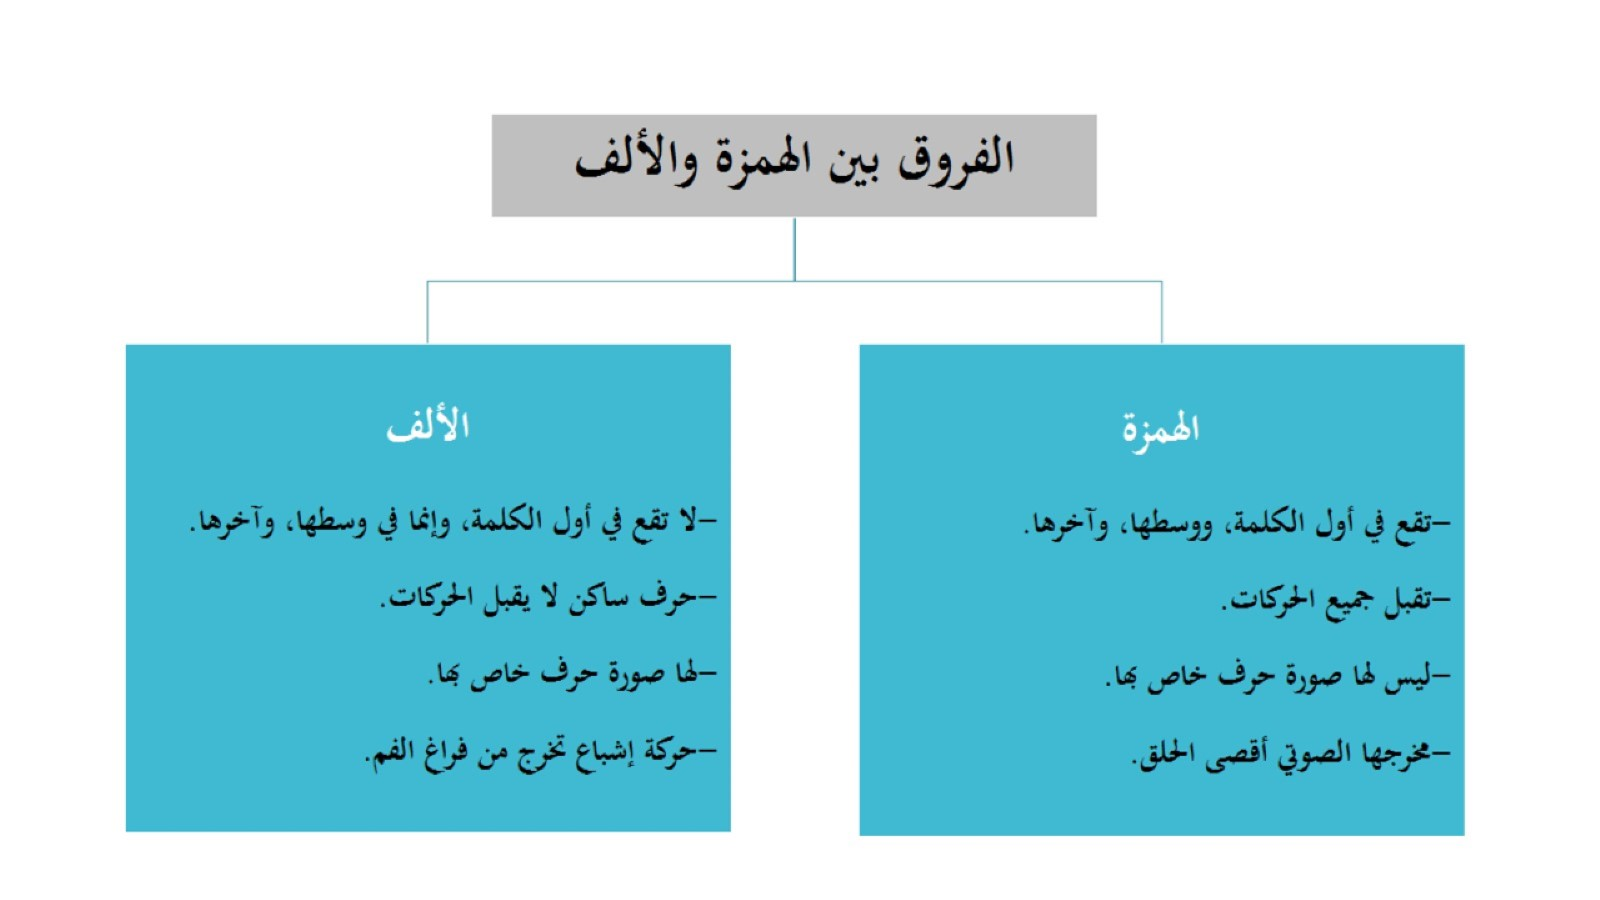 الفروق بين الهمزة والألف
الهمزة
-تقع في أول الكلمة، ووسطها، وآخرها.
-تقبل جميع الحركات.
-ليس لها صورة حرف خاص بها.
-مخرجها الصوتي أقصى الحلق.
الألف
-لا تقع في أول الكلمة، وإنما في وسطها، وآخرها.
-حرف ساكن لا يقبل الحركات.
-لها صورة حرف خاص بها.
-حركة إشباع تخرج من فراغ الفم.